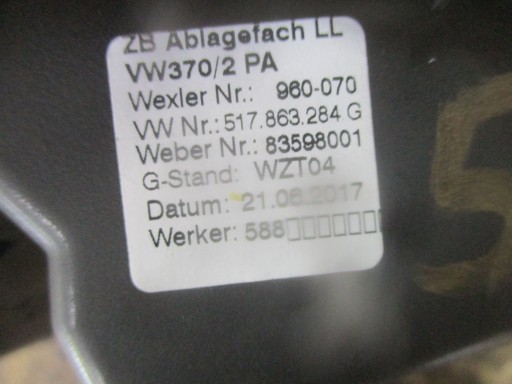 ZB Ablagefach LL
VW370/2 PA
Wexler Nr.: 960-070
VW Nr.: 517.863.284 G
Weber Nr.: 83598001
G-Stand: WZT04
Datum: 21.06.2017
Werker: 588□□□□□□□
5